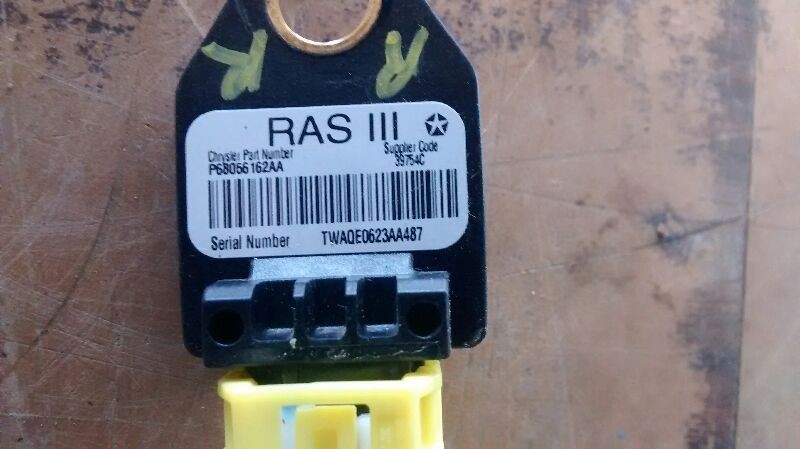 R R
RAS III
Chrysler Part Number Supplier Code
P68056162AA 39754C
Serial Number TWAQE0623AA487